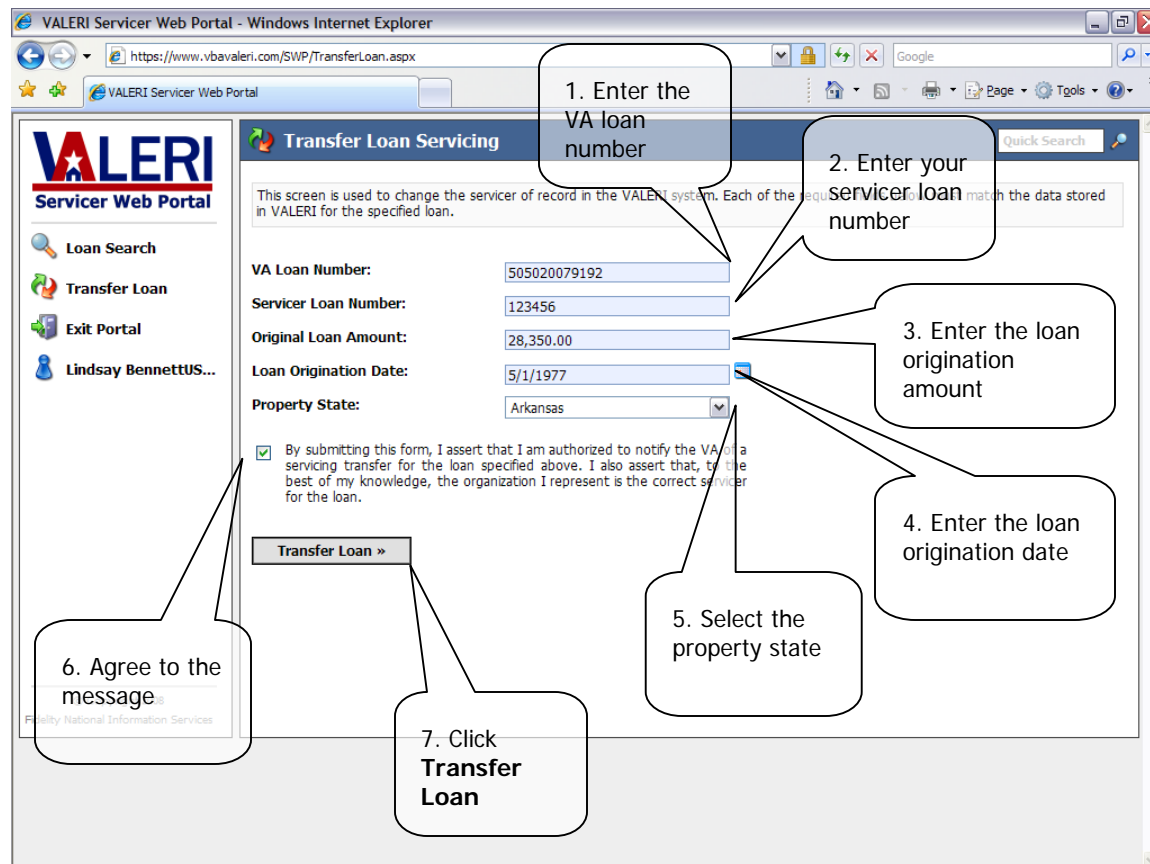 VALERI Servicer Web Portal - Windows Internet Explorer
https://www.vbavaleri.com/SWP/TransferLoan.aspx
Google
VALERI Servicer Web Portal
Page
Tools
VALERI
Servicer Web Portal
Loan Search
Transfer Loan
Exit Portal
Lindsay BennettUS...
Fidelity National Information Services
Transfer Loan Servicing
Quick Search
This screen is used to change the servicer of record in the VALERI system. Each of the required fields below must match the data stored
in VALERI for the specified loan.
VA Loan Number:
505020079192
Servicer Loan Number:
123456
Original Loan Amount:
28,350.00
Loan Origination Date:
5/1/1977
Property State:
Arkansas
By submitting this form, I assert that I am authorized to notify the VA of a
servicing transfer for the loan specified above. I also assert that, to the
best of my knowledge, the organization I represent is the correct servicer
for the loan.
Transfer Loan »
1. Enter the
VA loan
number
2. Enter your
servicer loan
number
3. Enter the loan
origination
amount
4. Enter the loan
origination date
5. Select the
property state
6. Agree to the
message
7. Click
Transfer
Loan